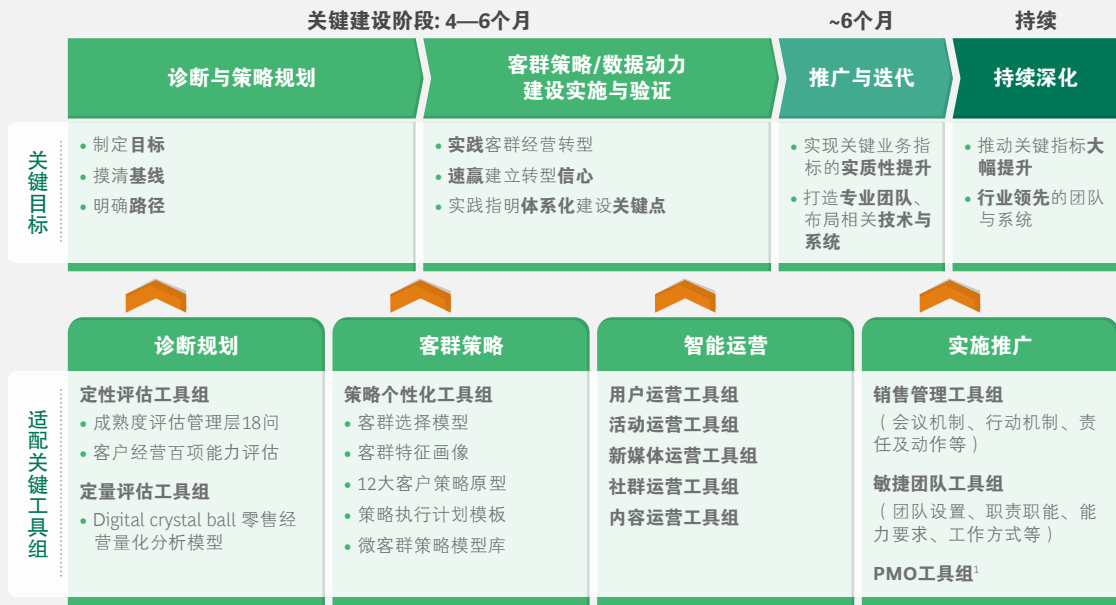 关键建设阶段: 4—6个月
~6个月
持续
诊断与策略规划
客群策略/数据动力
建设实施与验证
推广与迭代
持续深化
关键目标
• 制定目标
• 摸清基线
• 明确路径
• 实践客群经营转型
• 速赢建立转型信心
• 实践指明体系化建设关键点
• 实现关键业务指
标的实质性提升
• 打造专业团队、
布局相关技术与
系统
• 推动关键指标大
幅提升
• 行业领先的团队
与系统
诊断规划
客群策略
智能运营
实施推广
适配关键工具组
定性评估工具组
• 成熟度评估管理层18问
• 客户经营百项能力评估
定量评估工具组
• Digital crystal ball 零售经
营量化分析模型
策略个性化工具组
• 客群选择模型
• 客群特征画像
• 12大客户策略原型
• 策略执行计划模板
• 微客群策略模型库
用户运营工具组
活动运营工具组
新媒体运营工具组
社群运营工具组
内容运营工具组
销售管理工具组
（会议机制、行动机制、责
任及动作等）
敏捷团队工具组
（团队设置、职责职能、能
力要求、工作方式等）
PMO工具组¹